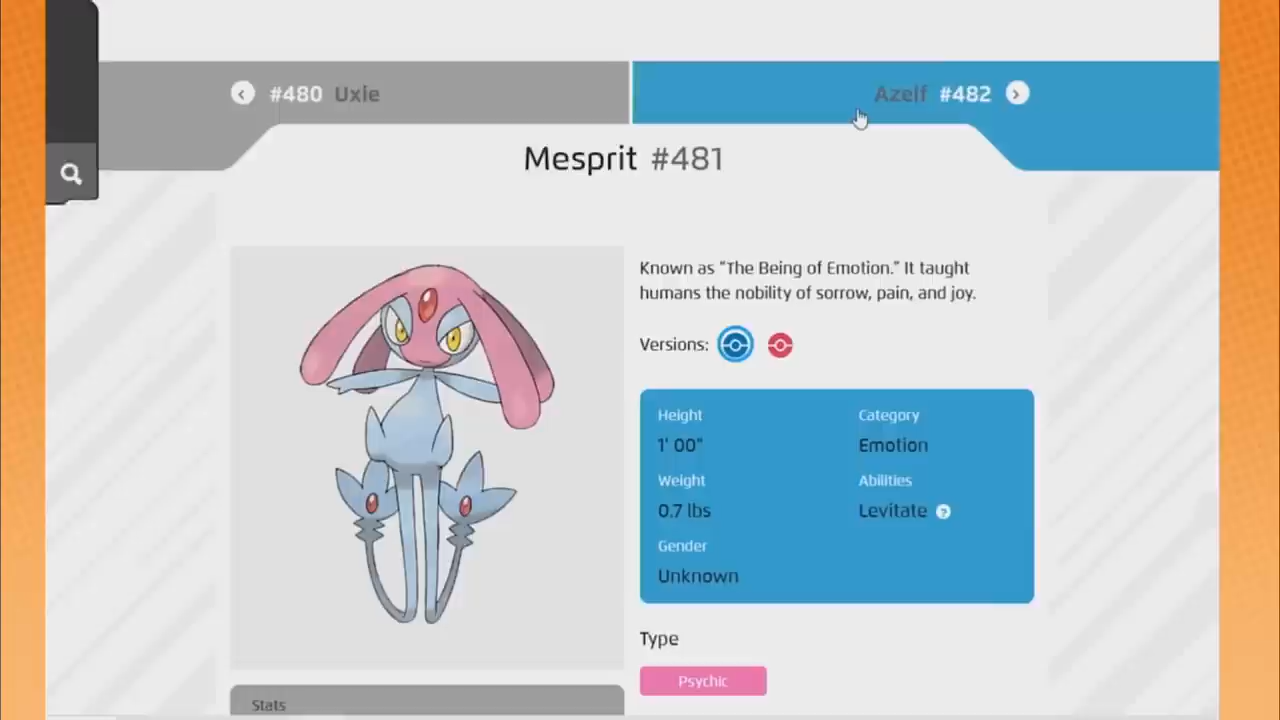 #480 Uxie
Azelf #482
Mesprit #481
Known as “The Being of Emotion.” It taught
humans the nobility of sorrow, pain, and joy.
Versions:
Height
1' 00"
Category
Emotion
Weight
0.7 lbs
Abilities
Levitate ?
Gender
Unknown
Type
Psychic
Stats